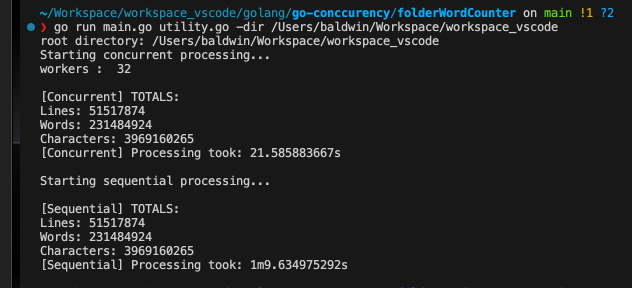 ~/Workspace/workspace_vscode/golang/go-conccurency/folderWordCounter on main !1 ?2
❯ go run main.go utility.go -dir /Users/baldwin/Workspace/workspace_vscode
root directory: /Users/baldwin/Workspace/workspace_vscode
Starting concurrent processing...
workers :  32
[Concurrent] TOTALS:
Lines: 51517874
Words: 231484924
Characters: 3969160265
[Concurrent] Processing took: 21.585883667s
Starting sequential processing...
[Sequential] TOTALS:
Lines: 51517874
Words: 231484924
Characters: 3969160265
[Sequential] Processing took: 1m9.634975292s